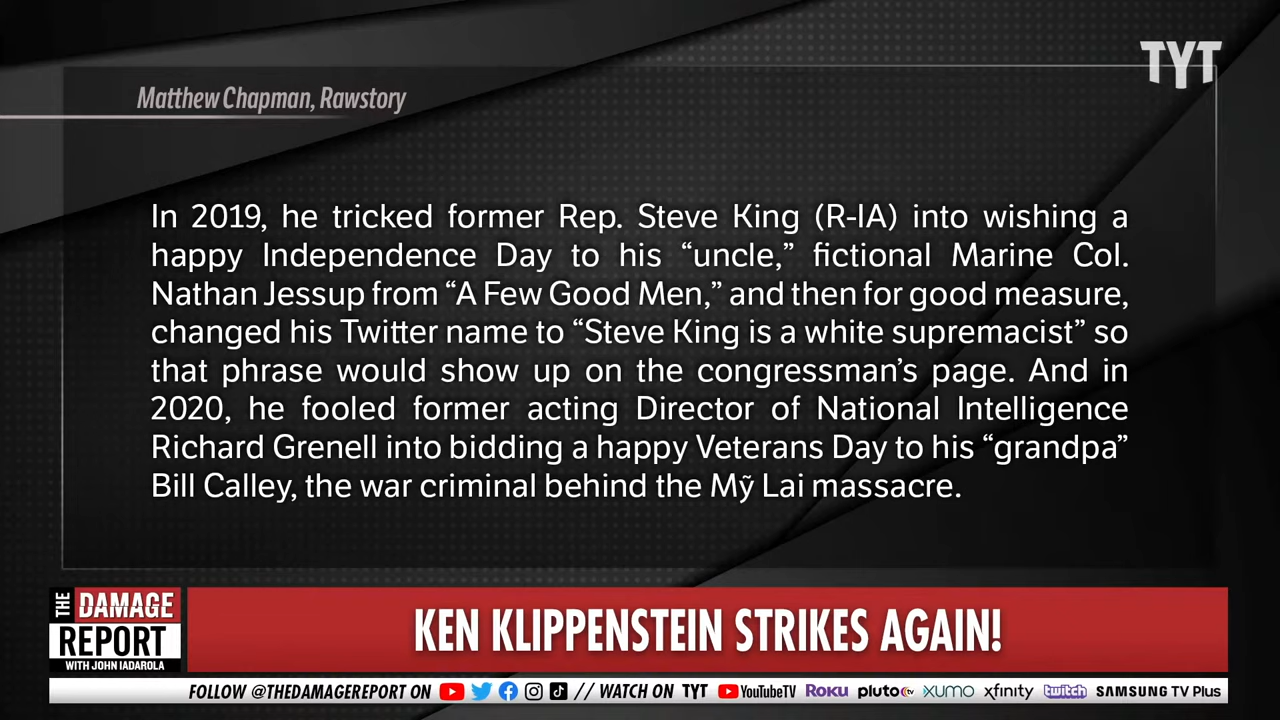 TYT
Matthew Chapman, Rawstory
In 2019, he tricked former Rep. Steve King (R-IA) into wishing a
happy Independence Day to his “uncle,” fictional Marine Col.
Nathan Jessup from “A Few Good Men,” and then for good measure,
changed his Twitter name to “Steve King is a white supremacist” so
that phrase would show up on the congressman’s page. And in
2020, he fooled former acting Director of National Intelligence
Richard Grenell into bidding a happy Veterans Day to his “grandpa”
Bill Calley, the war criminal behind the Mỹ Lai massacre.
THE DAMAGE
REPORT
WITH JOHN IADAROLA
KEN KLIPPENSTEIN STRIKES AGAIN!
FOLLOW @THEDAMAGEREPORT ON // WATCH ON TYT YouTubeTV Roku pluto tv xumo xfinity twitch SAMSUNG TV Plus